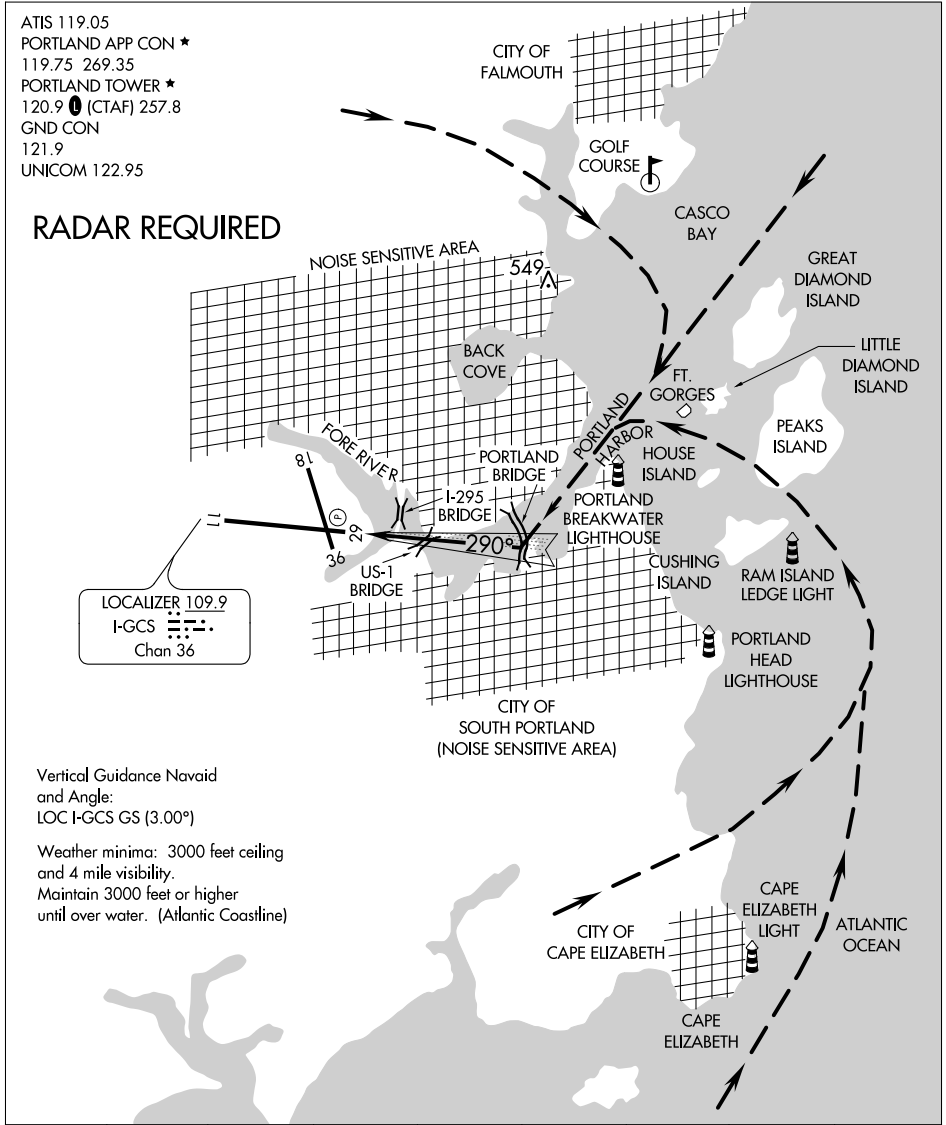 ATIS 119.05
PORTLAND APP CON ★
119.75 269.35
PORTLAND TOWER ★
120.9 L (CTAF) 257.8
GND CON
121.9
UNICOM 122.95
RADAR REQUIRED
CITY OF
FALMOUTH
GOLF
COURSE
CASCO
BAY
NOISE SENSITIVE AREA
549
GREAT
DIAMOND
ISLAND
BACK
COVE
LITTLE
DIAMOND
ISLAND
FT.
GORGES
PORTLAND
HARBOR
PEAKS
ISLAND
HOUSE
ISLAND
FORE RIVER
PORTLAND
BRIDGE
18
I-295
BRIDGE
PORTLAND
BREAKWATER
LIGHTHOUSE
11
P
29
36
290°
US-1
BRIDGE
CUSHING
ISLAND
RAM ISLAND
LEDGE LIGHT
LOCALIZER 109.9
I-GCS
Chan 36
PORTLAND
HEAD
LIGHTHOUSE
CITY OF
SOUTH PORTLAND
(NOISE SENSITIVE AREA)
Vertical Guidance Navaid
and Angle:
LOC I-GCS GS (3.00°)
Weather minima: 3000 feet ceiling
and 4 mile visibility.
Maintain 3000 feet or higher
until over water. (Atlantic Coastline)
CITY OF
CAPE ELIZABETH
CAPE
ELIZABETH
LIGHT
ATLANTIC
OCEAN
CAPE
ELIZABETH